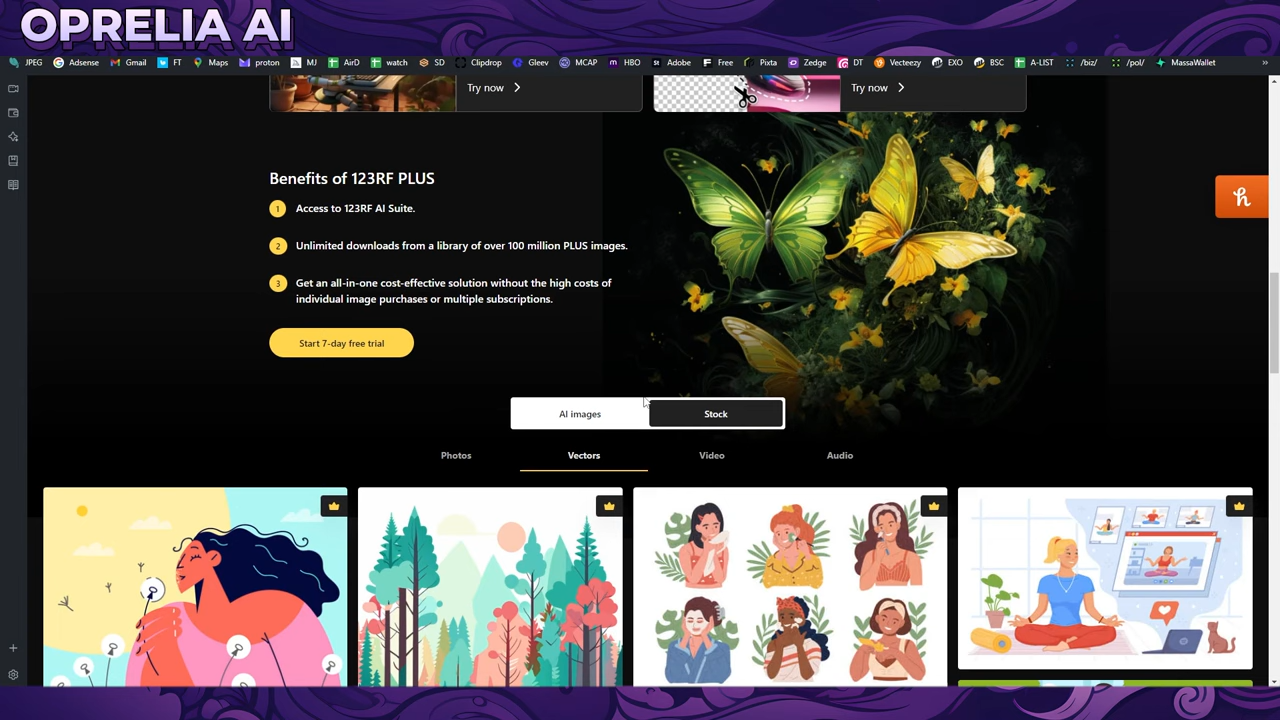 OPRELIA AI
JPEG Adsense Gmail FT Maps proton MJ AirD watch SD Clipdrop Gleev MCAP HBO Adobe Free Pixta Zedge DT Vecteezy EXO BSC A-LIST /biz/ /pol/ MassaWallet »
Try now
Try now
Benefits of 123RF PLUS
1 Access to 123RF AI Suite.
2 Unlimited downloads from a library of over 100 million PLUS images.
3 Get an all-in-one cost-effective solution without the high costs of
individual image purchases or multiple subscriptions.
Start 7-day free trial
AI images Stock
Photos Vectors Video Audio